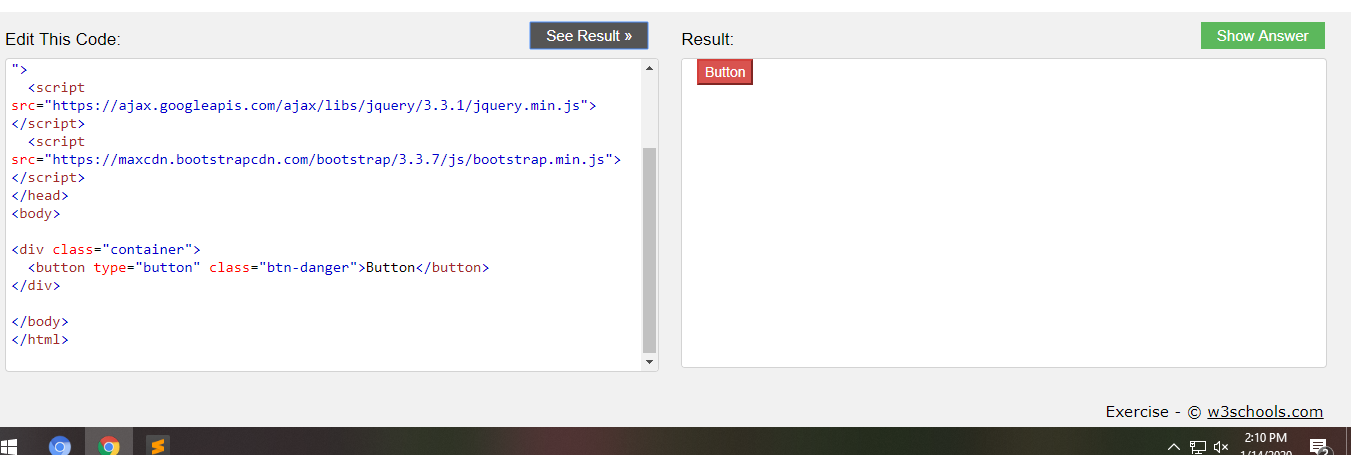 Edit This Code:
See Result »
">
<script
src="https://ajax.googleapis.com/ajax/libs/jquery/3.3.1/jquery.min.js">
</script>
<script
src="https://maxcdn.bootstrapcdn.com/bootstrap/3.3.7/js/bootstrap.min.js">
</script>
</head>
<body>
<div class="container">
<button type="button" class="btn-danger">Button</button>
</div>
</body>
</html>
Result:
Show Answer
Button
Exercise - © w3schools.com
2:10 PM
1/14/2020
2